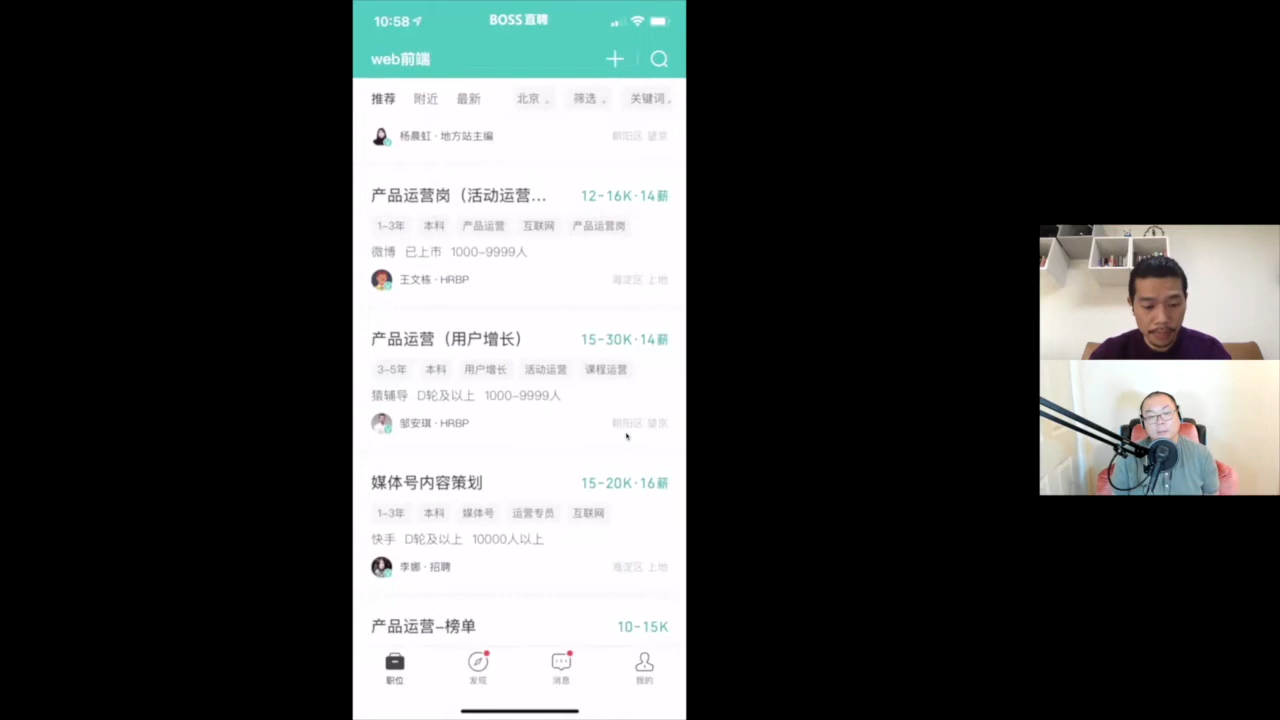 10:58
BOSS直聘
web前端
推荐 附近 最新 北京 筛选 关键词
杨晨虹·地方站主编 朝阳区 望京
产品运营岗（活动运营... 12-16K·14薪
1-3年 本科 产品运营 互联网 产品运营岗
微博 已上市 1000-9999人
王文栋·HRBP 海淀区 上地
产品运营（用户增长） 15-30K·14薪
3-5年 本科 用户增长 活动运营 课程运营
猿辅导 D轮及以上 1000-9999人
邹安琪·HRBP 朝阳区 望京
媒体号内容策划 15-20K·16薪
1-3年 本科 媒体号 运营专员 互联网
快手 D轮及以上 10000人以上
李娜·招聘 海淀区 上地
产品运营-榜单 10-15K
职位 发现 消息 我的